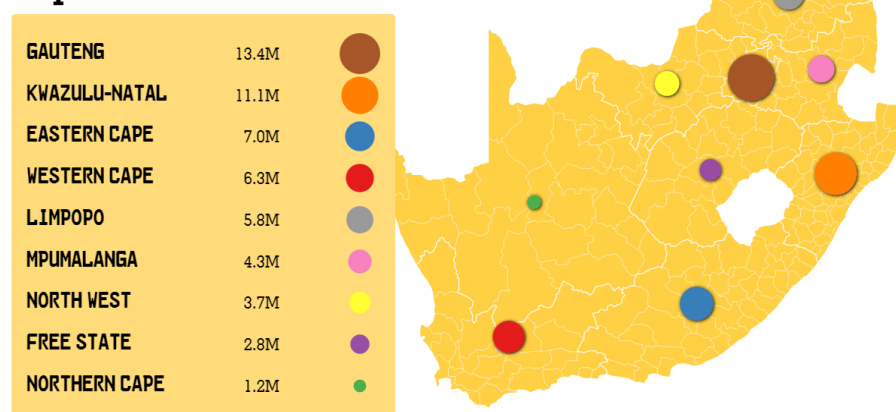 GAUTENG 13.4M
KWAZULU-NATAL 11.1M
EASTERN CAPE 7.0M
WESTERN CAPE 6.3M
LIMPOPO 5.8M
MPUMALANGA 4.3M
NORTH WEST 3.7M
FREE STATE 2.8M
NORTHERN CAPE 1.2M